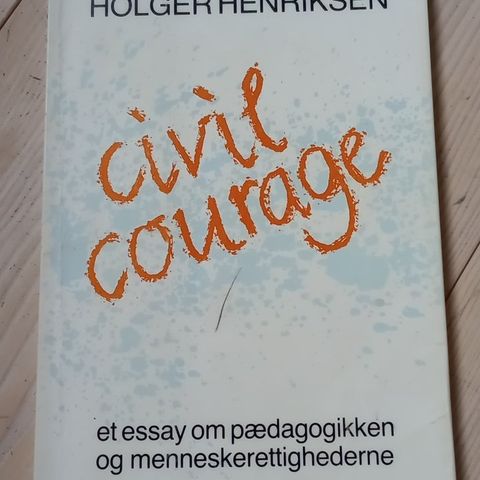 HOLGER HENRIKSEN
civil
courage
et essay om pædagogikken
og menneskerettighederne